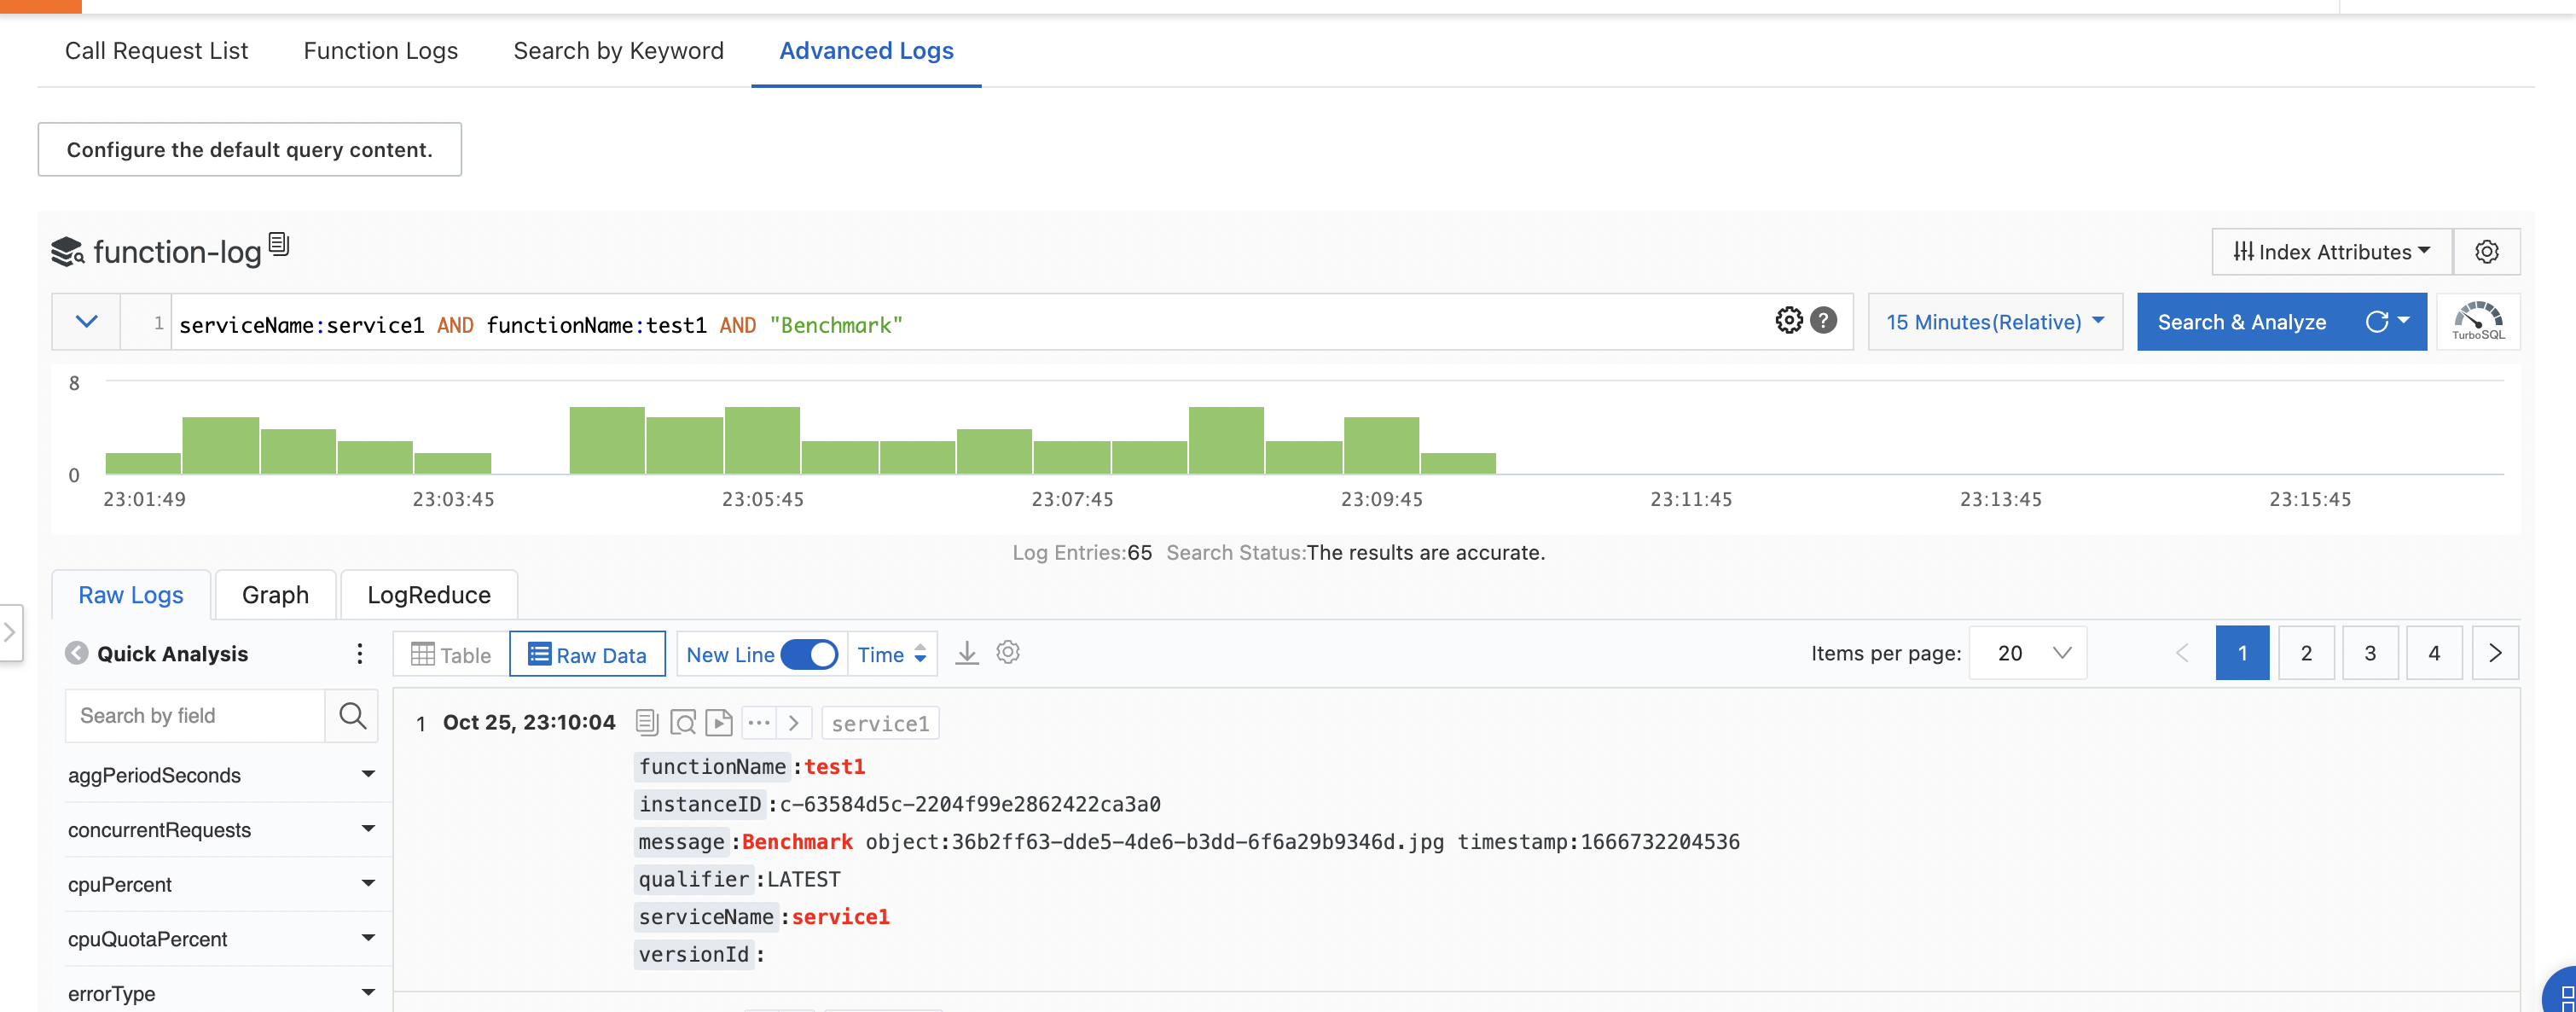 Call Request List Function Logs Search by Keyword Advanced Logs
Configure the default query content.
function-log
Index Attributes
1 serviceName:service1 AND functionName:test1 AND "Benchmark"
15 Minutes(Relative)
Search & Analyze
TurboSQL
8
0
23:01:49 23:03:45 23:05:45 23:07:45 23:09:45 23:11:45 23:13:45 23:15:45
Log Entries:65 Search Status:The results are accurate.
Raw Logs Graph LogReduce
Quick Analysis
Table Raw Data New Line Time
Items per page: 20 1 2 3 4
Search by field
aggPeriodSeconds
concurrentRequests
cpuPercent
cpuQuotaPercent
errorType
1 Oct 25, 23:10:04 service1
functionName:test1
instanceID:c-63584d5c-2204f99e2862422ca3a0
message:Benchmark object:36b2ff63-dde5-4de6-b3dd-6f6a29b9346d.jpg timestamp:1666732204536
qualifier:LATEST
serviceName:service1
versionId: